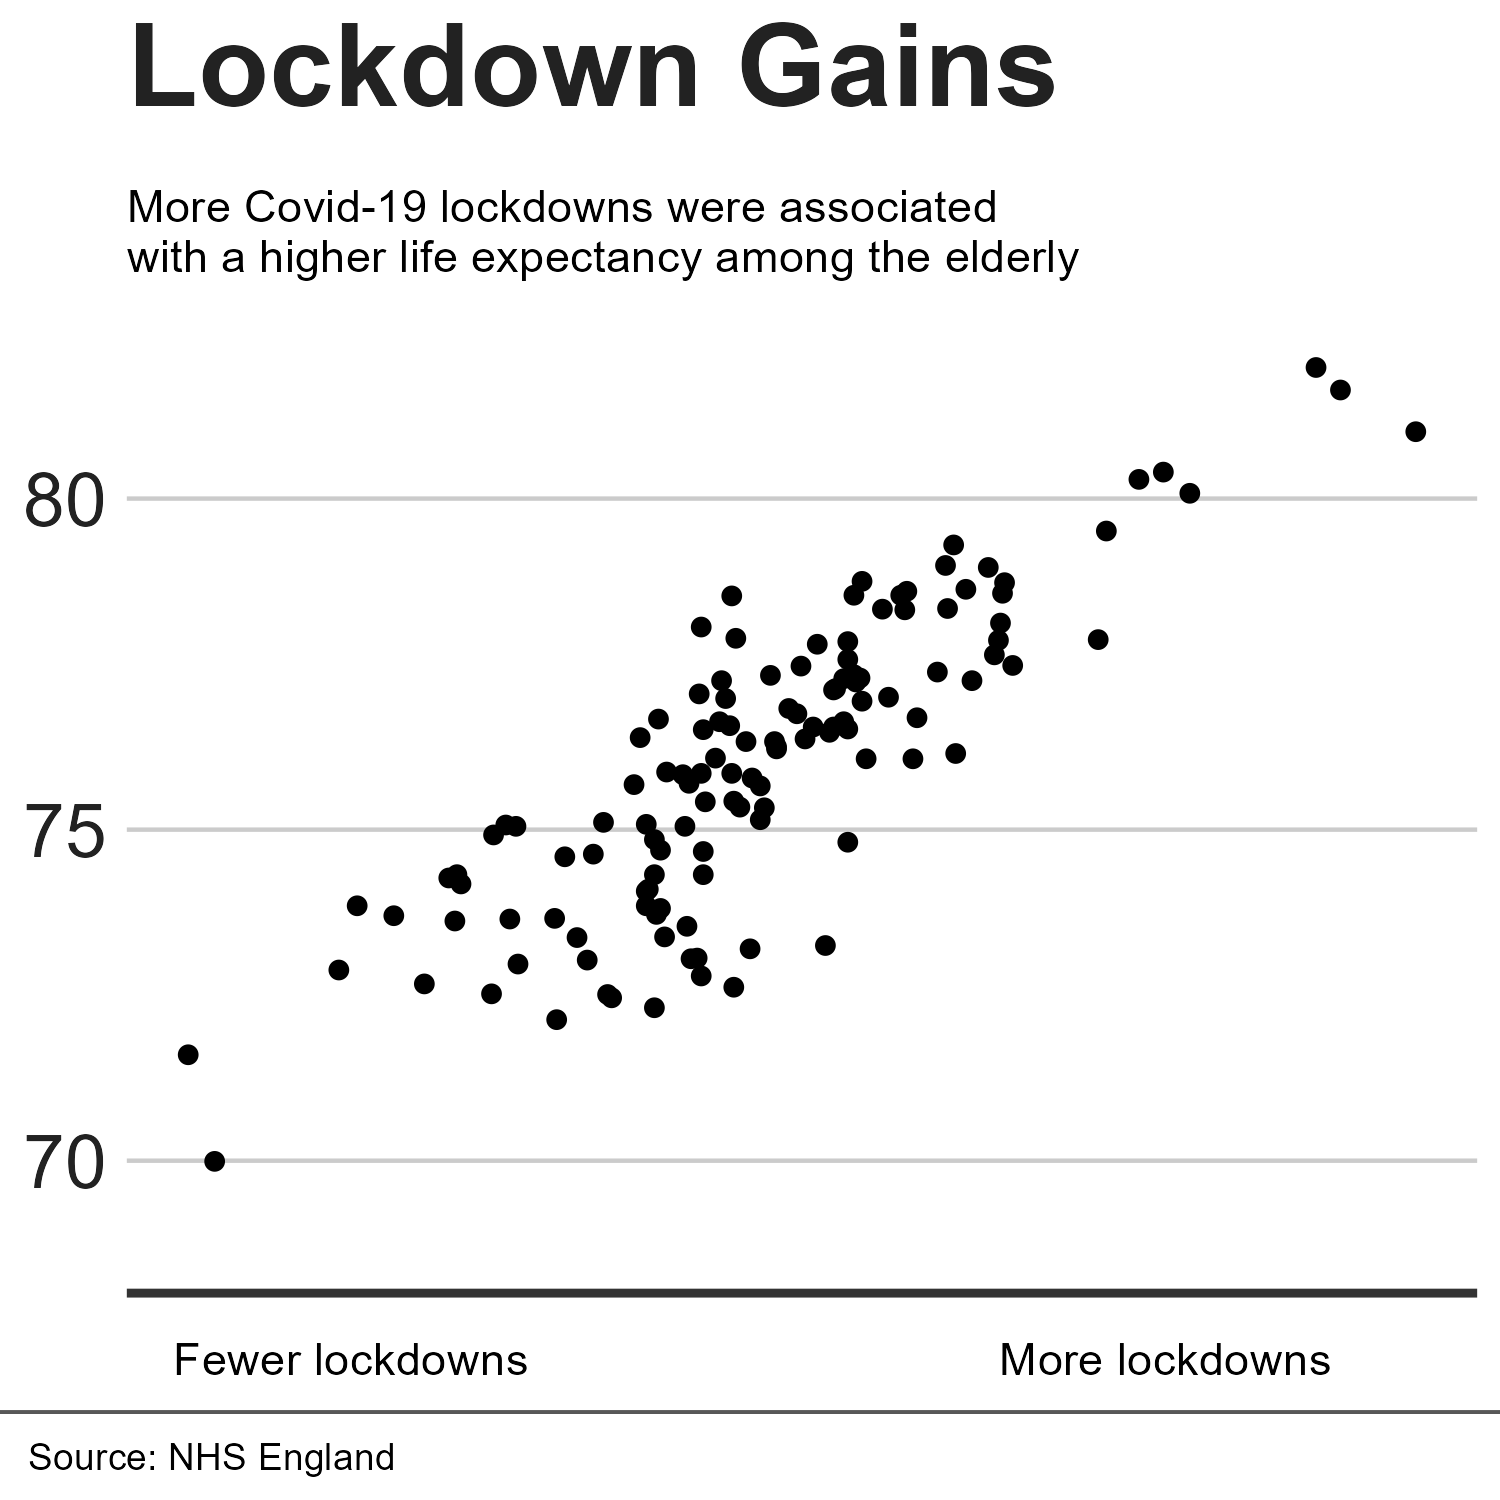 Lockdown Gains
More Covid-19 lockdowns were associated
with a higher life expectancy among the elderly
80
75
70
Fewer lockdowns More lockdowns
Source: NHS England